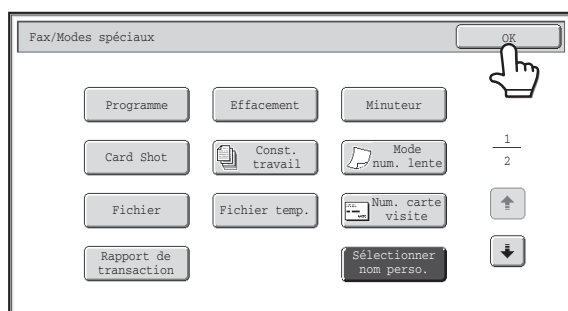 Fax/Modes spéciaux
OK
Programme
Effacement
Minuteur
Card Shot
Const.
travail
Mode
num. lente
1
2
Fichier
Fichier temp.
Num. carte
visite
Rapport de
transaction
Sélectionner
nom perso.